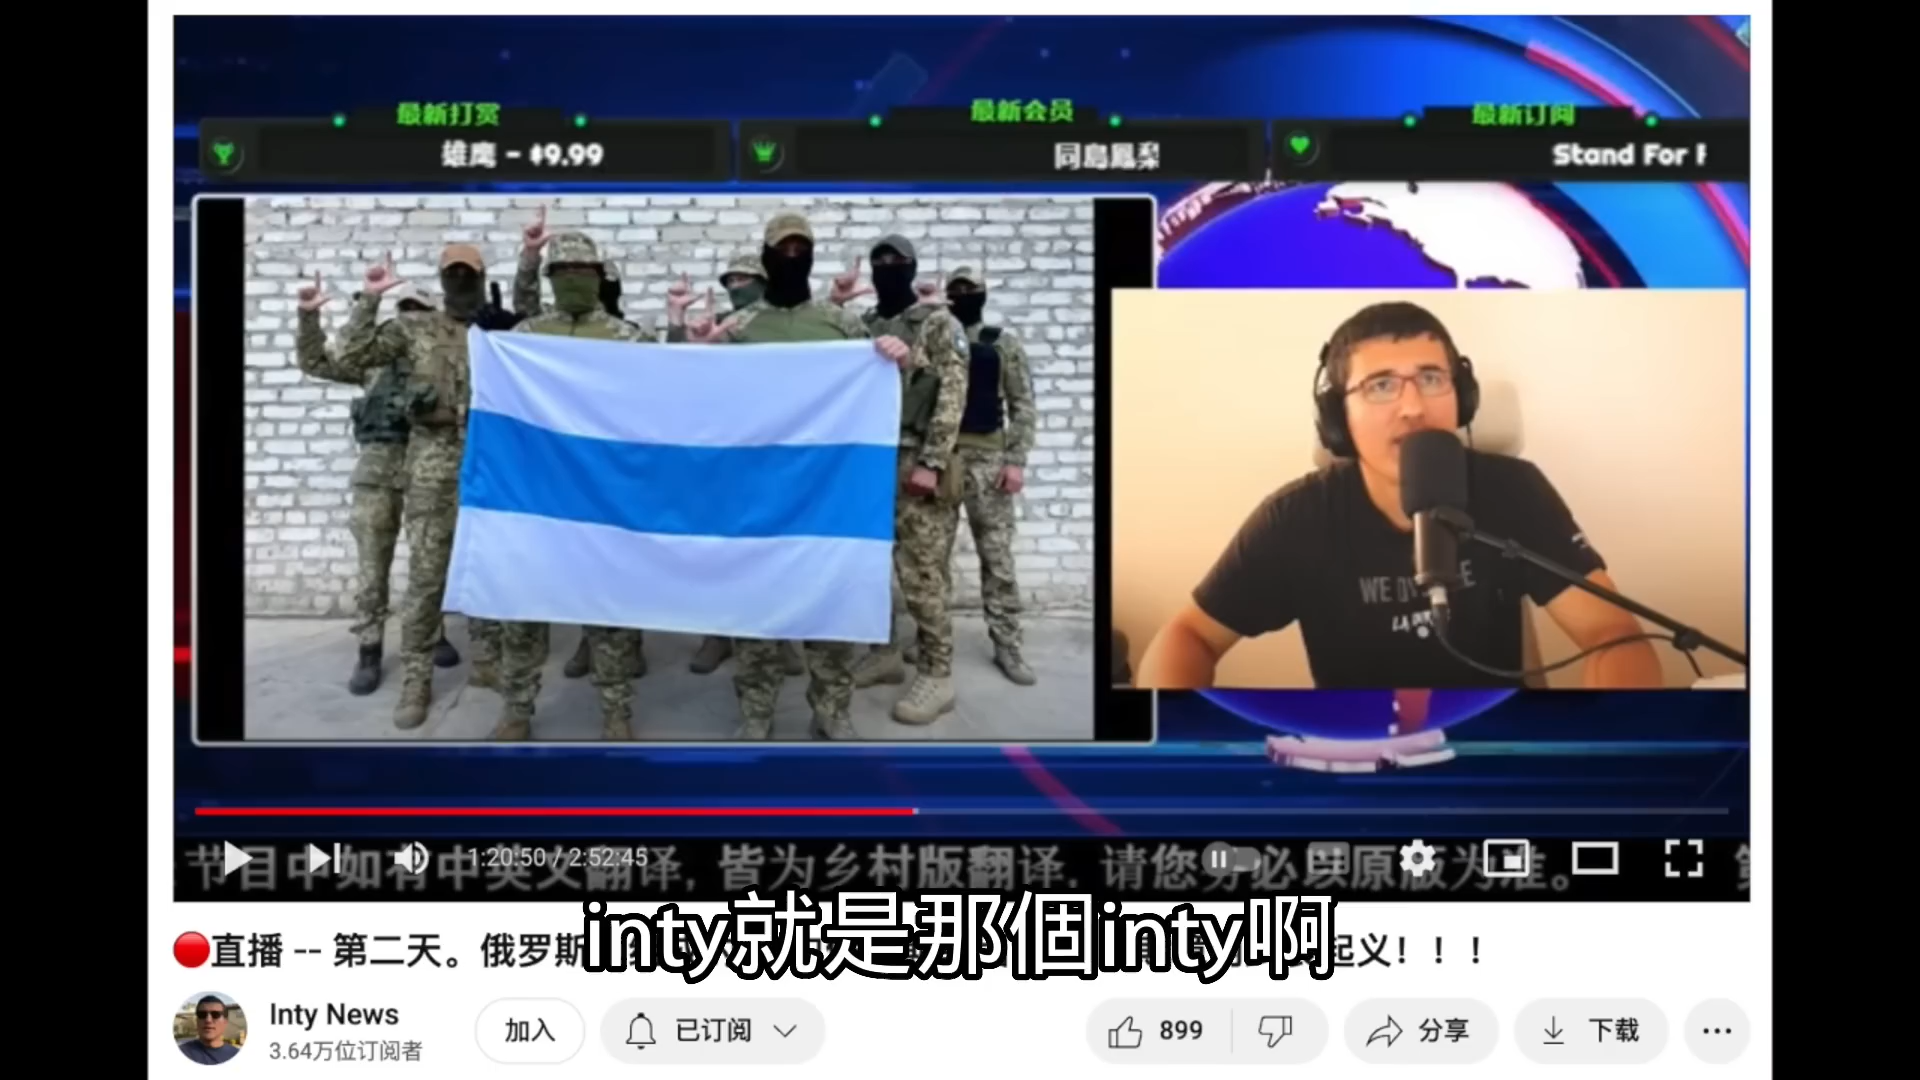 最新打赏
最新会员
最新订阅
雄鹰 - $9.99
同島鳳梨
Stand For F
WE
1:20:50 / 2:52:45
节目中如有中英文翻译, 皆为乡村版翻译. 请您务必以原版为准。
inty就是那個inty啊
🔴直播 -- 第二天。俄罗斯
起义！！！
Inty News
3.64万位订阅者
加入
已订阅
899
分享
下载